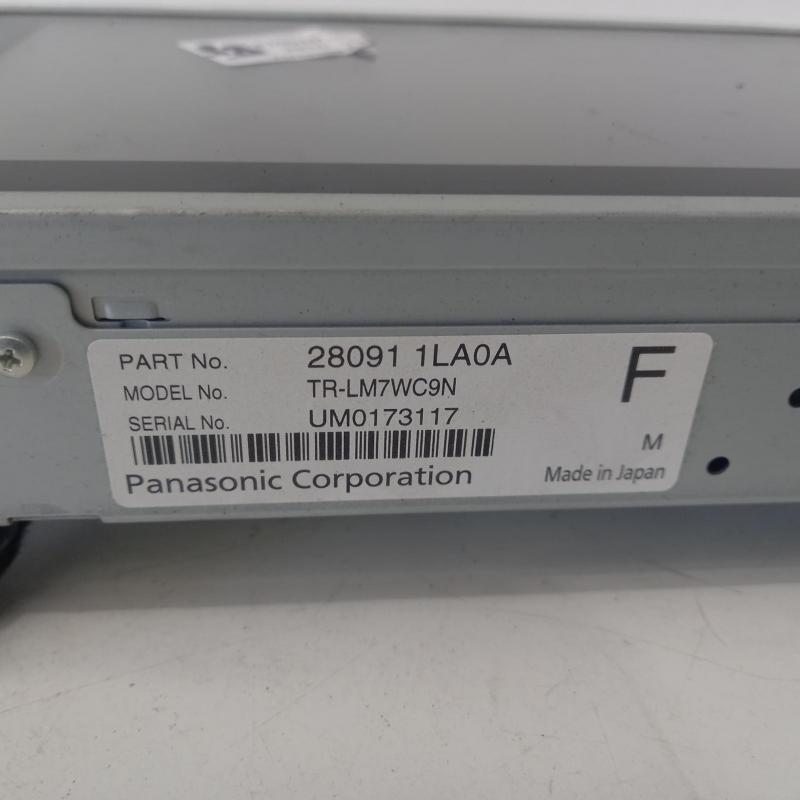 PART No. 28091 1LA0A
MODEL No. TR-LM7WC9N
SERIAL No. UM0173117
Panasonic Corporation
F
M
Made in Japan